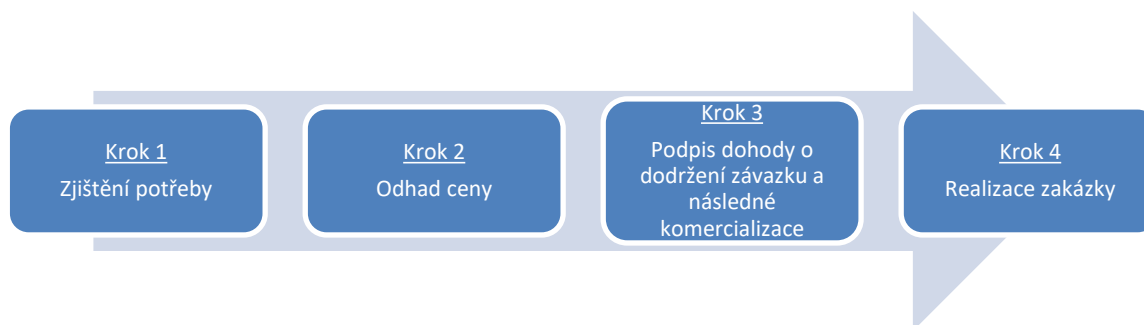 Krok 1
Zjištění potřeby
Krok 2
Odhad ceny
Krok 3
Podpis dohody o
dodržení závazku a
následné
komercializace
Krok 4
Realizace zakázky